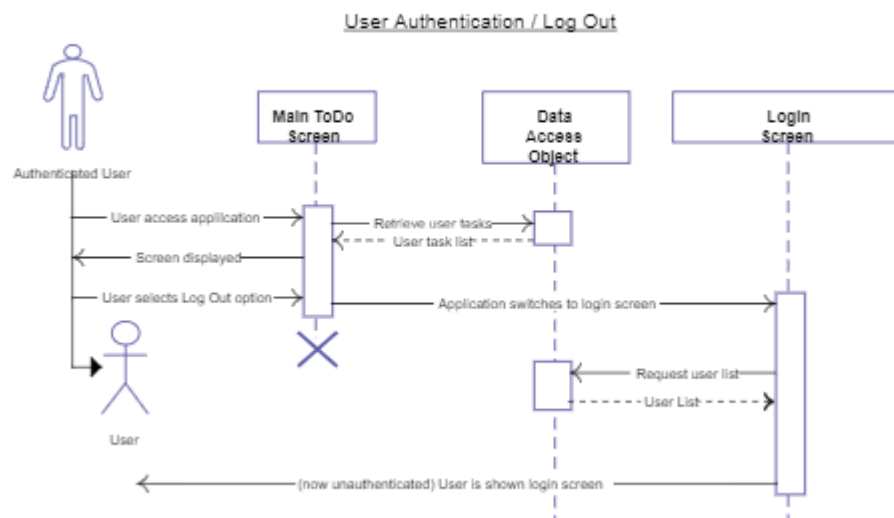 User Authentication / Log Out
Main ToDo
Screen
Data
Access
Object
Login
Screen
Authenticated User
User access application
Retrieve user tasks
User task list
Screen displayed
User selects Log Out option
Application switches to login screen
Request user list
User List
User
(now unauthenticated) User is shown login screen